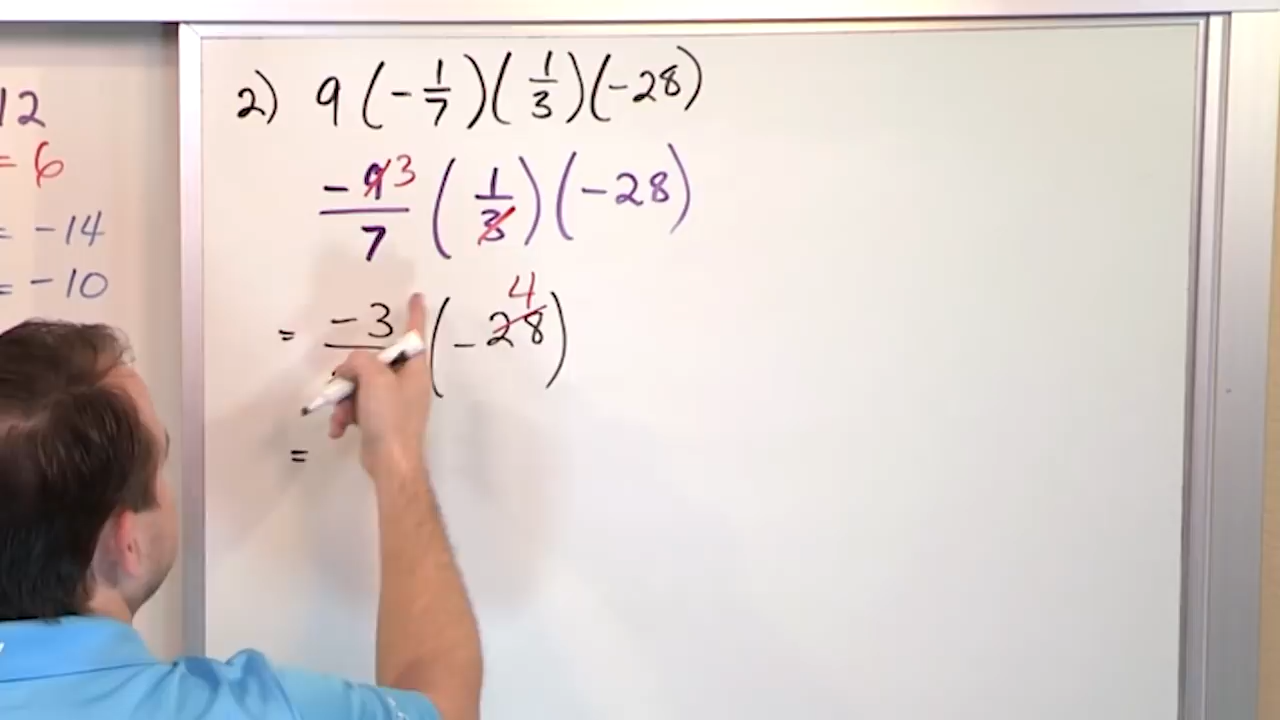 12
= 6
= -14
= -10
2) 9 (-1/7)(1/3)(-28)
-9 3/7 (1/3)(-28)
4
= -3 (-28)
=